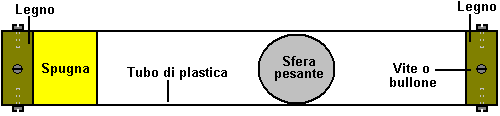 Legno
Legno
Spugna
Tubo di plastica
Sfera
pesante
Vite o
bullone